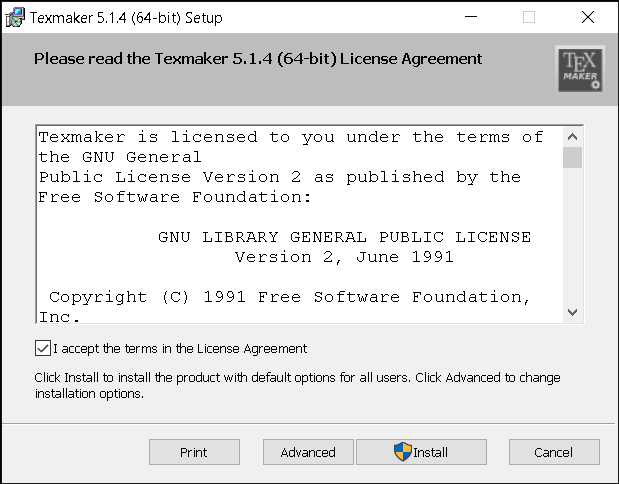 Texmaker 5.1.4 (64-bit) Setup
Please read the Texmaker 5.1.4 (64-bit) License Agreement
TEX
MAKER
Texmaker is licensed to you under the terms of
the GNU General
Public License Version 2 as published by the
Free Software Foundation:
GNU LIBRARY GENERAL PUBLIC LICENSE
Version 2, June 1991
Copyright (C) 1991 Free Software Foundation,
Inc.
I accept the terms in the License Agreement
Click Install to install the product with default options for all users. Click Advanced to change
installation options.
Print
Advanced
Install
Cancel